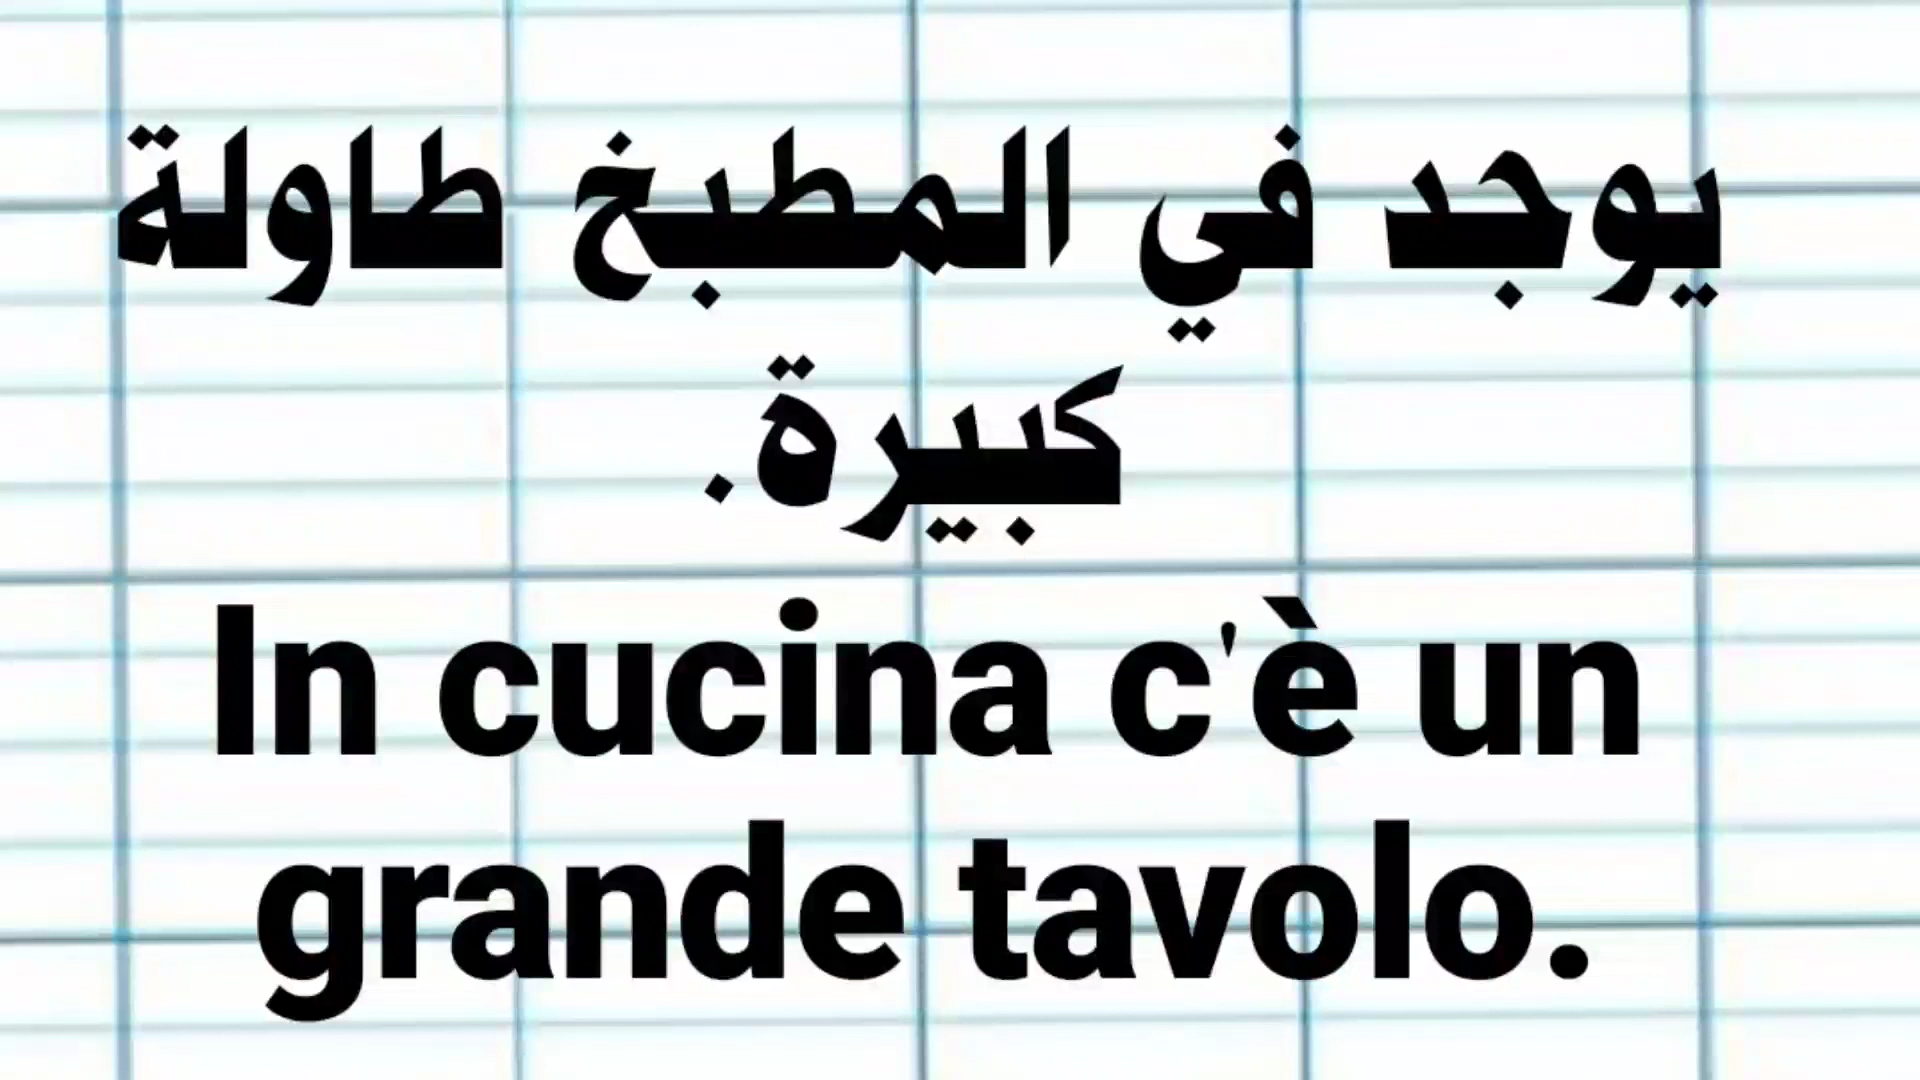 يوجد في المطبخ طاولة
كبيرة.
In cucina c'è un
grande tavolo.